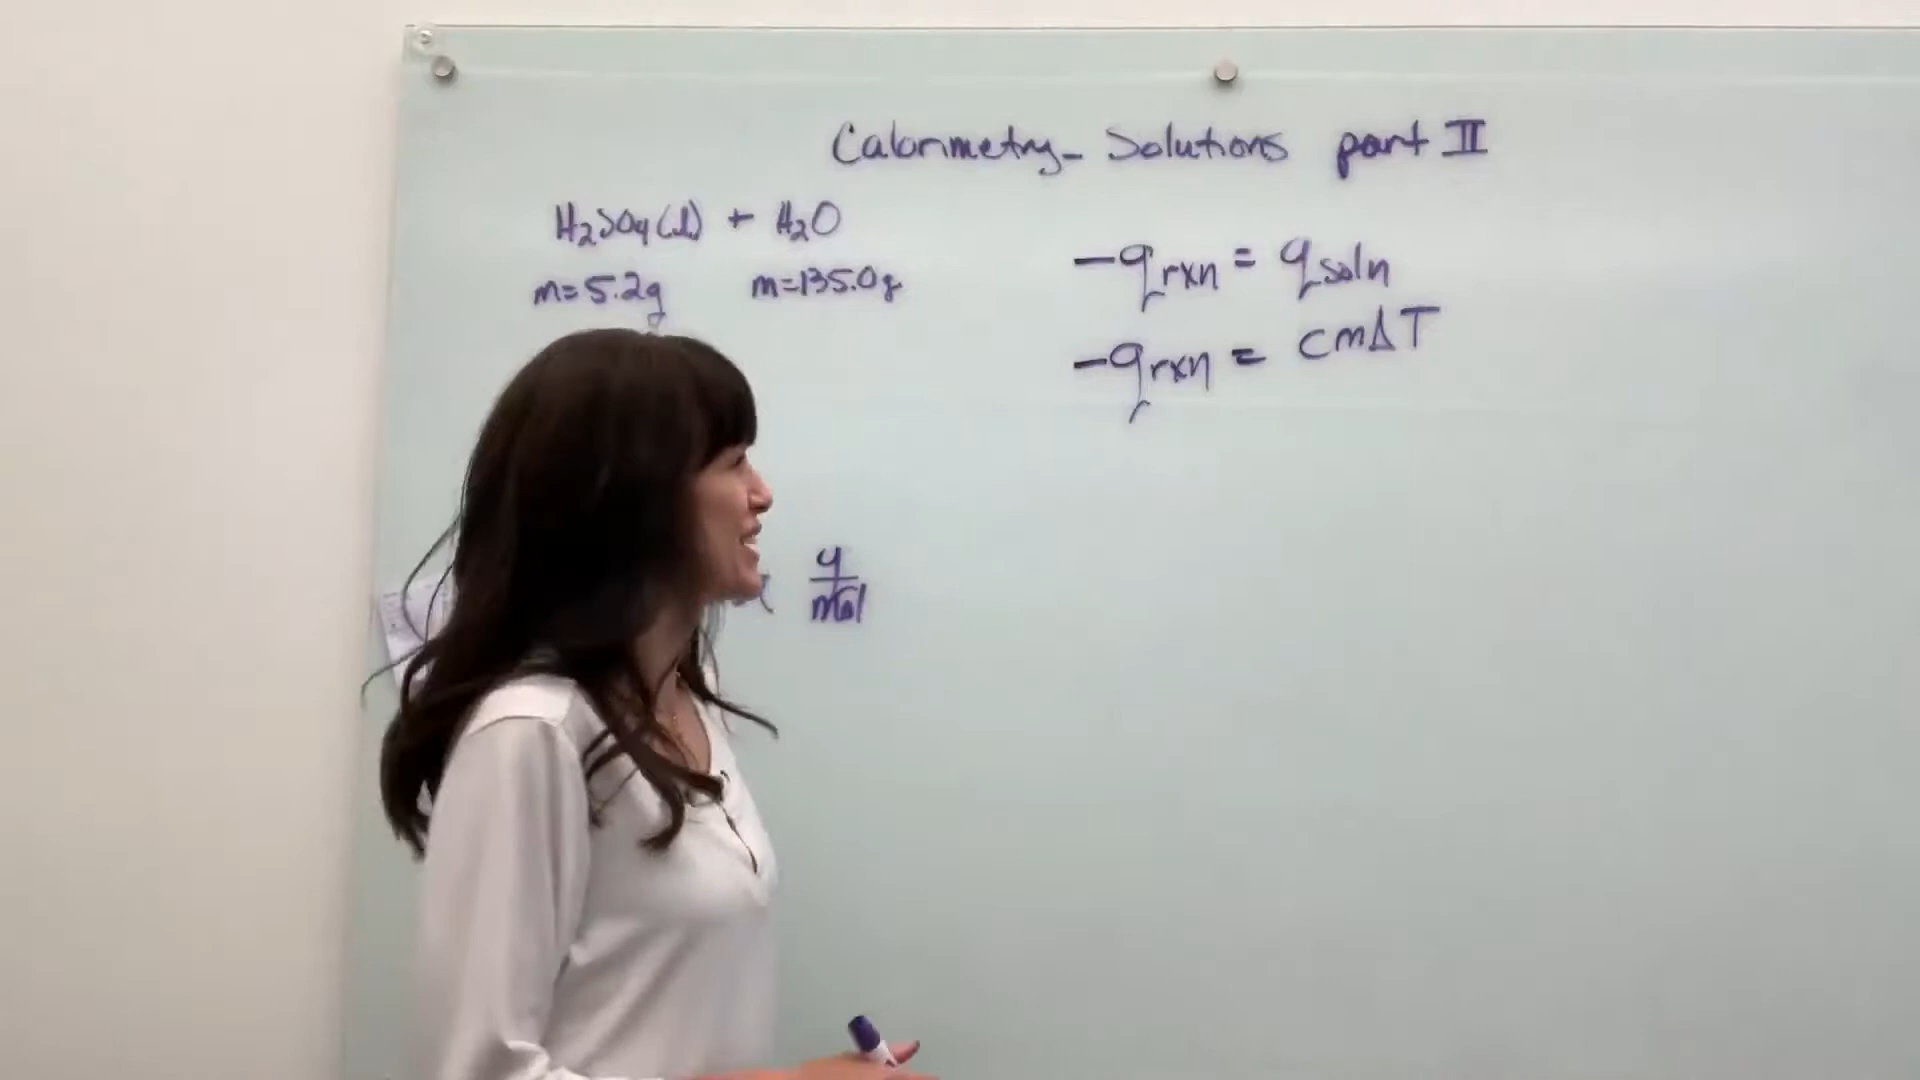 Calorimetry - Solutions part II
H₂SO₄(l) + H₂O
m=5.2g m=135.0g
-q rxn = q soln
-q rxn = cmΔT
q
mol